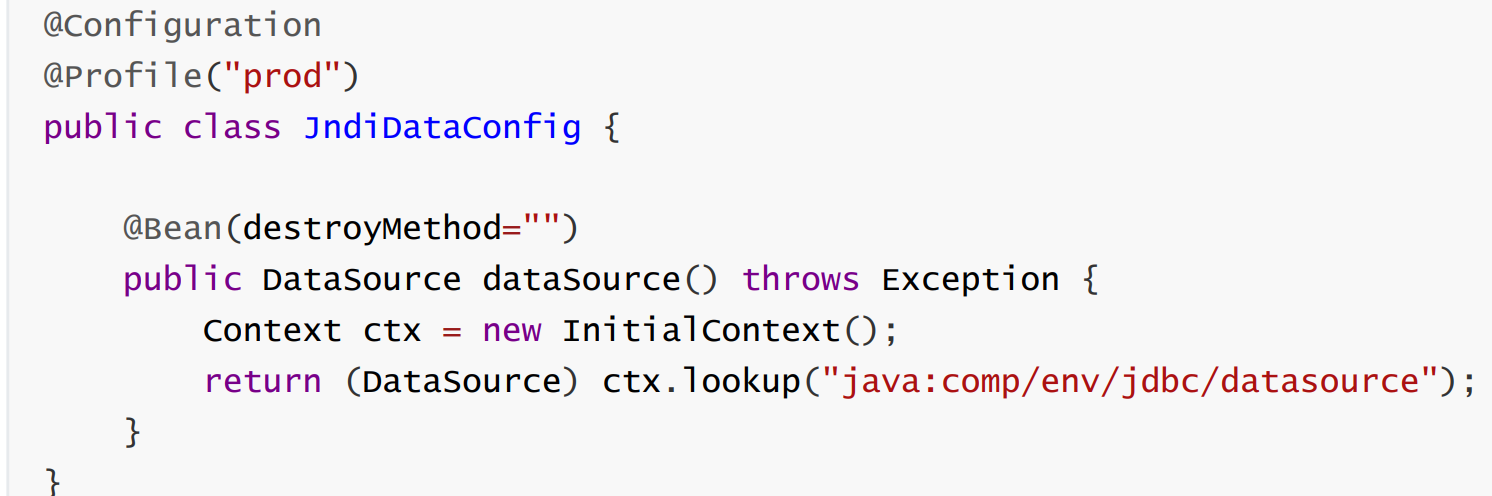 @Configuration
@Profile("prod")
public class JndiDataConfig {
@Bean(destroyMethod="")
public DataSource dataSource() throws Exception {
Context ctx = new InitialContext();
return (DataSource) ctx.lookup("java:comp/env/jdbc/datasource");
}
}